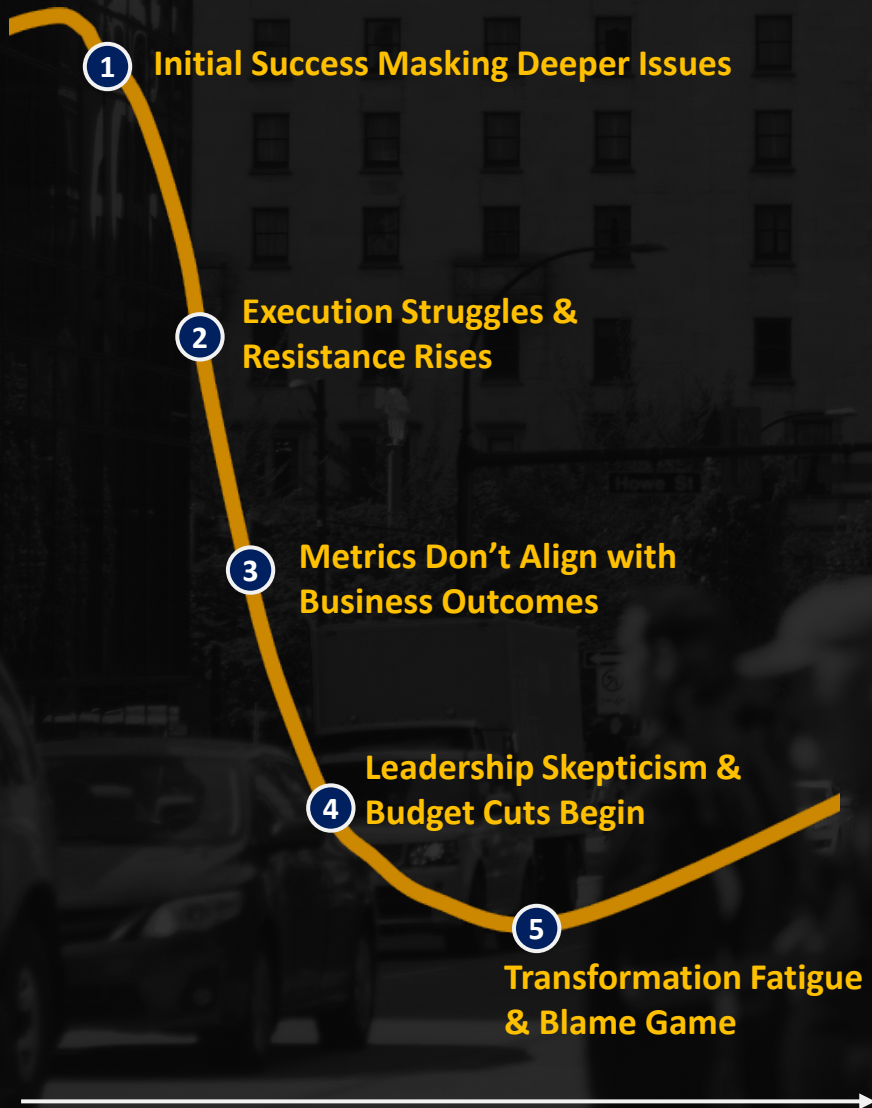 1 Initial Success Masking Deeper Issues
2 Execution Struggles &
Resistance Rises
3 Metrics Don’t Align with
Business Outcomes
Howe St
4 Leadership Skepticism &
Budget Cuts Begin
5
Transformation Fatigue
& Blame Game